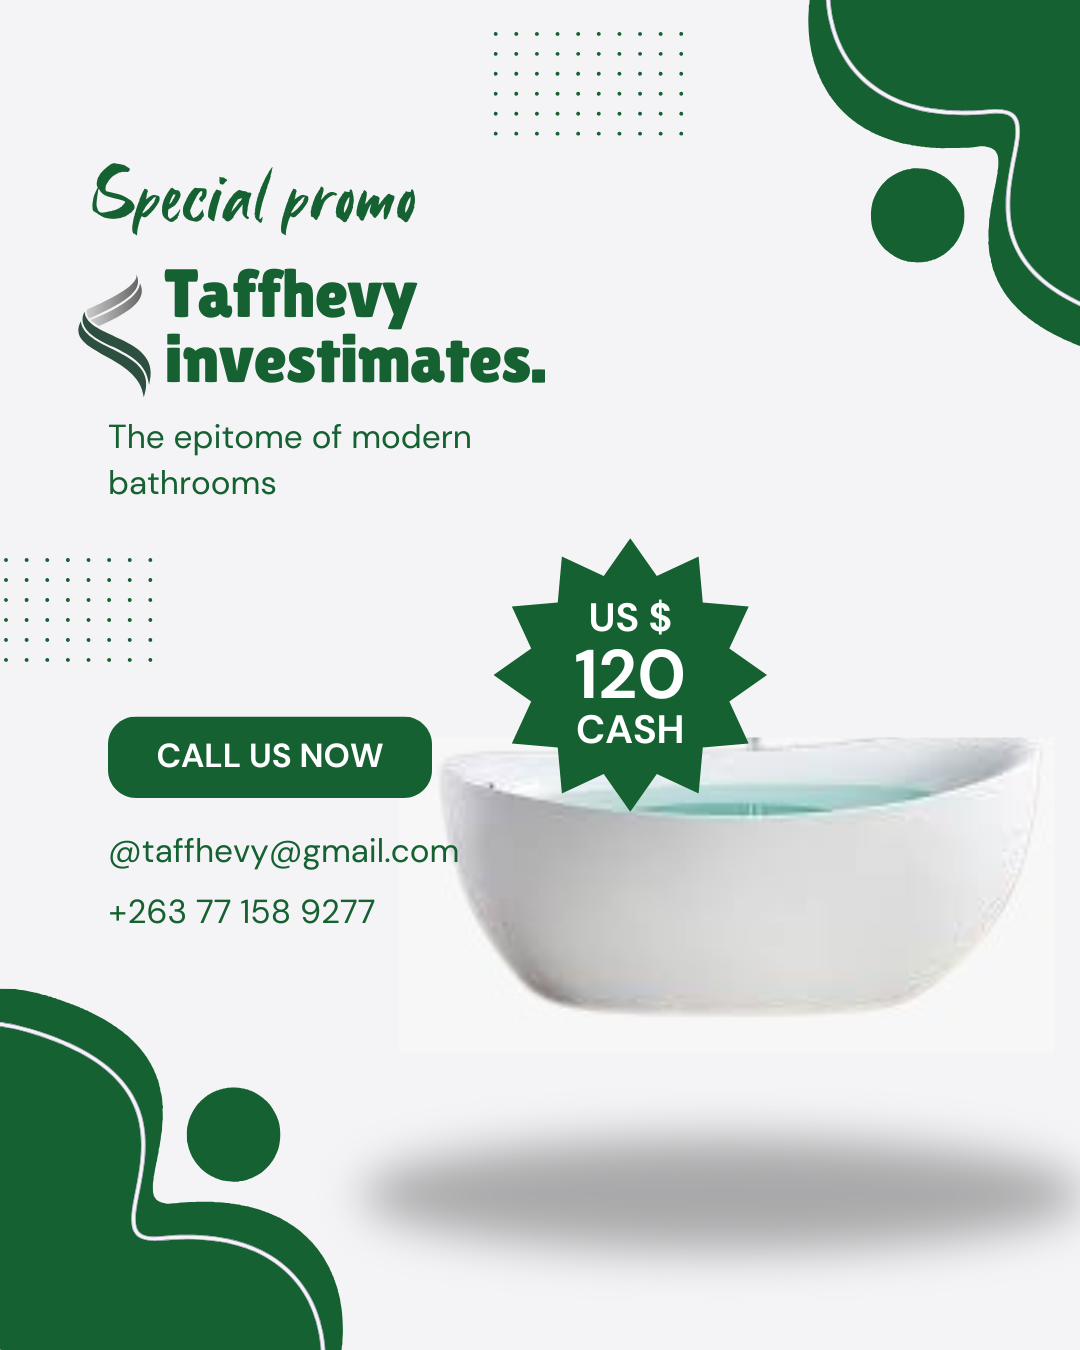 Special promo
Taffhevy
investimates.
The epitome of modern
bathrooms
US $
120
CASH
CALL US NOW
@taffhevy@gmail.com
+263 77 158 9277